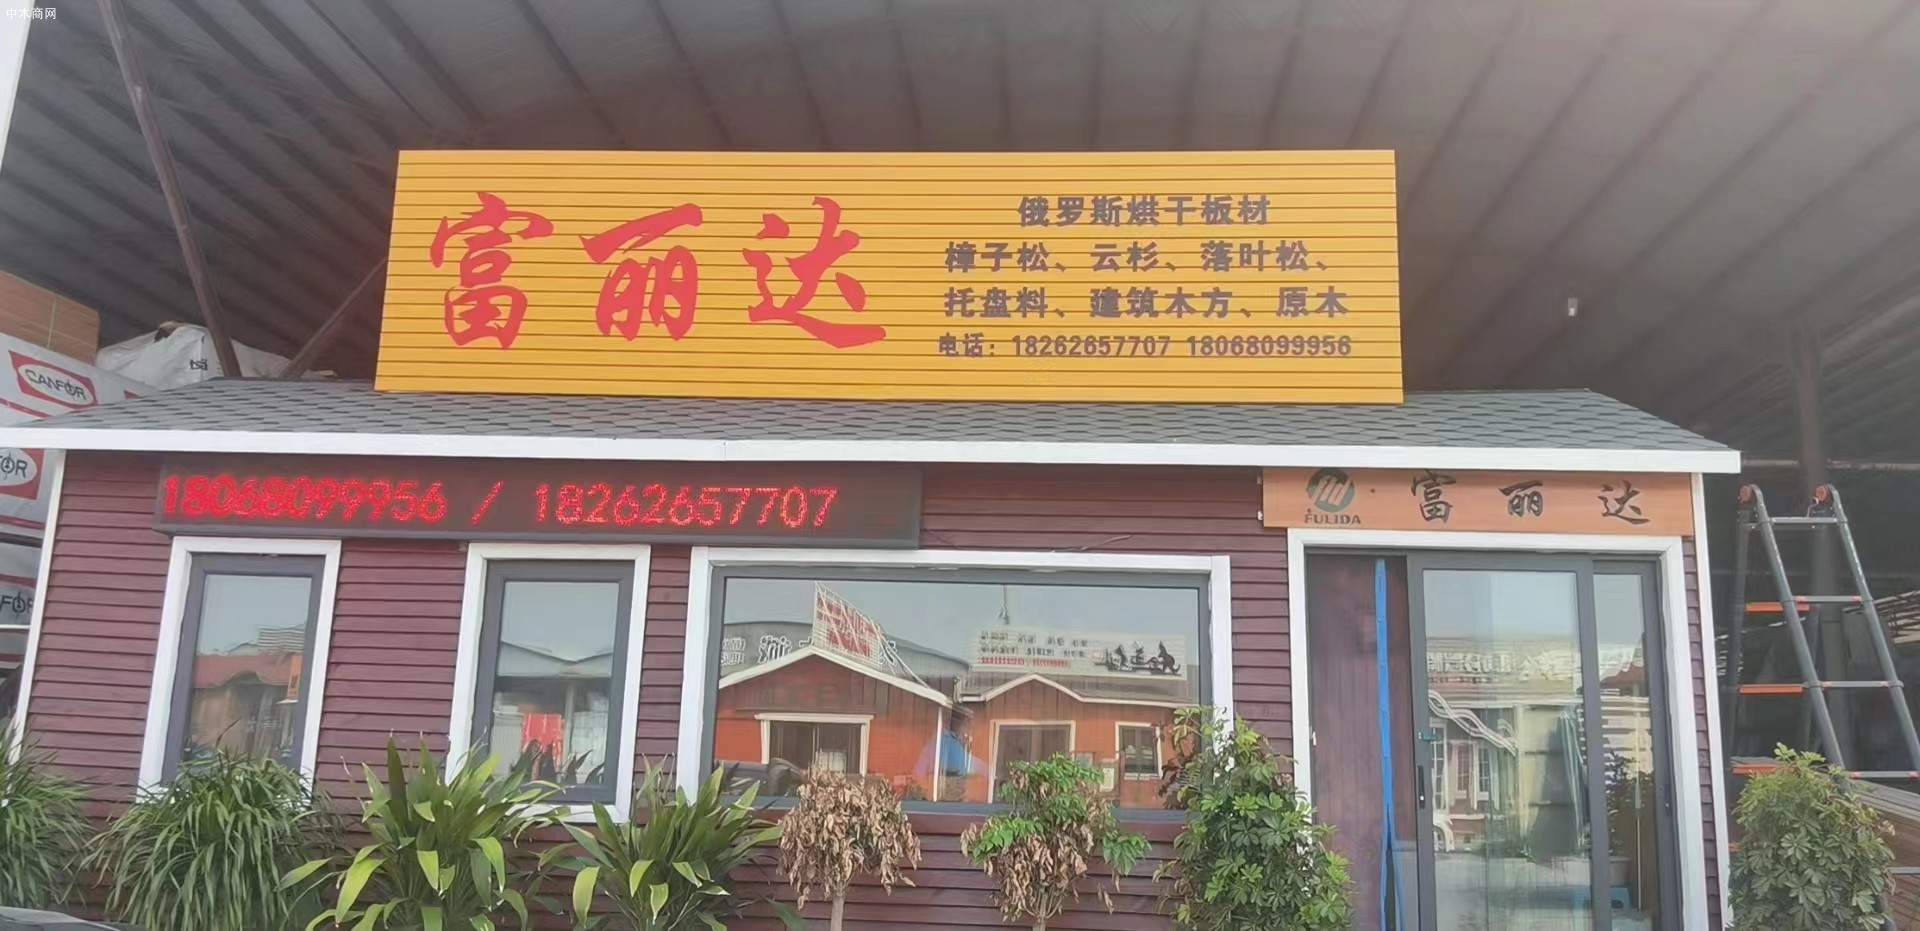 中木商网
富丽达
俄罗斯烘干板材
樟子松、云杉、落叶松、
托盘料、建筑木方、原木
电话：18262657707 18068099956
tsa
CANFOR
18068099956 / 18262657707
FULIDA
富丽达